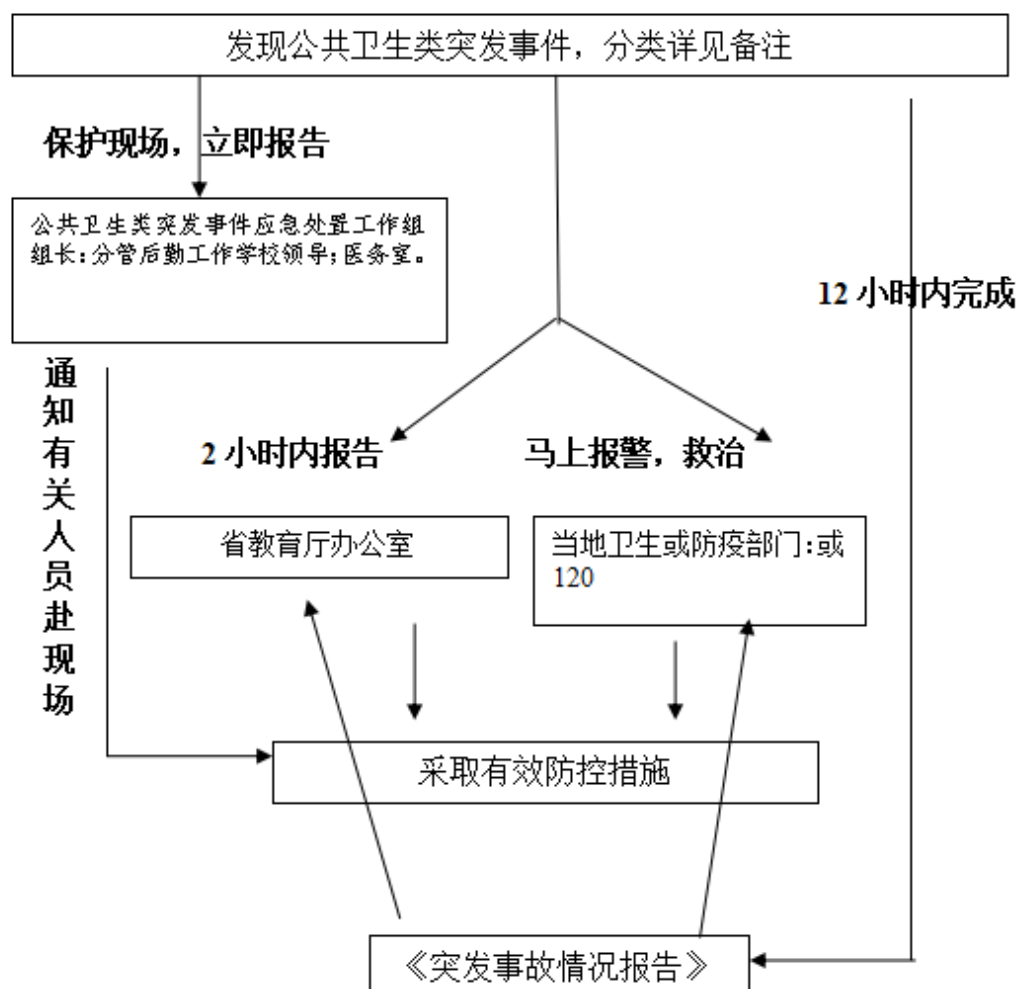 发现公共卫生类突发事件，分类详见备注
保护现场，立即报告
公共卫生类突发事件应急处置工作组
组长：分管后勤工作学校领导；医务室。
12 小时内完成
通知有关人员赴现场
2 小时内报告
马上报警，救治
省教育厅办公室
当地卫生或防疫部门：或
120
采取有效防控措施
《突发事故情况报告》